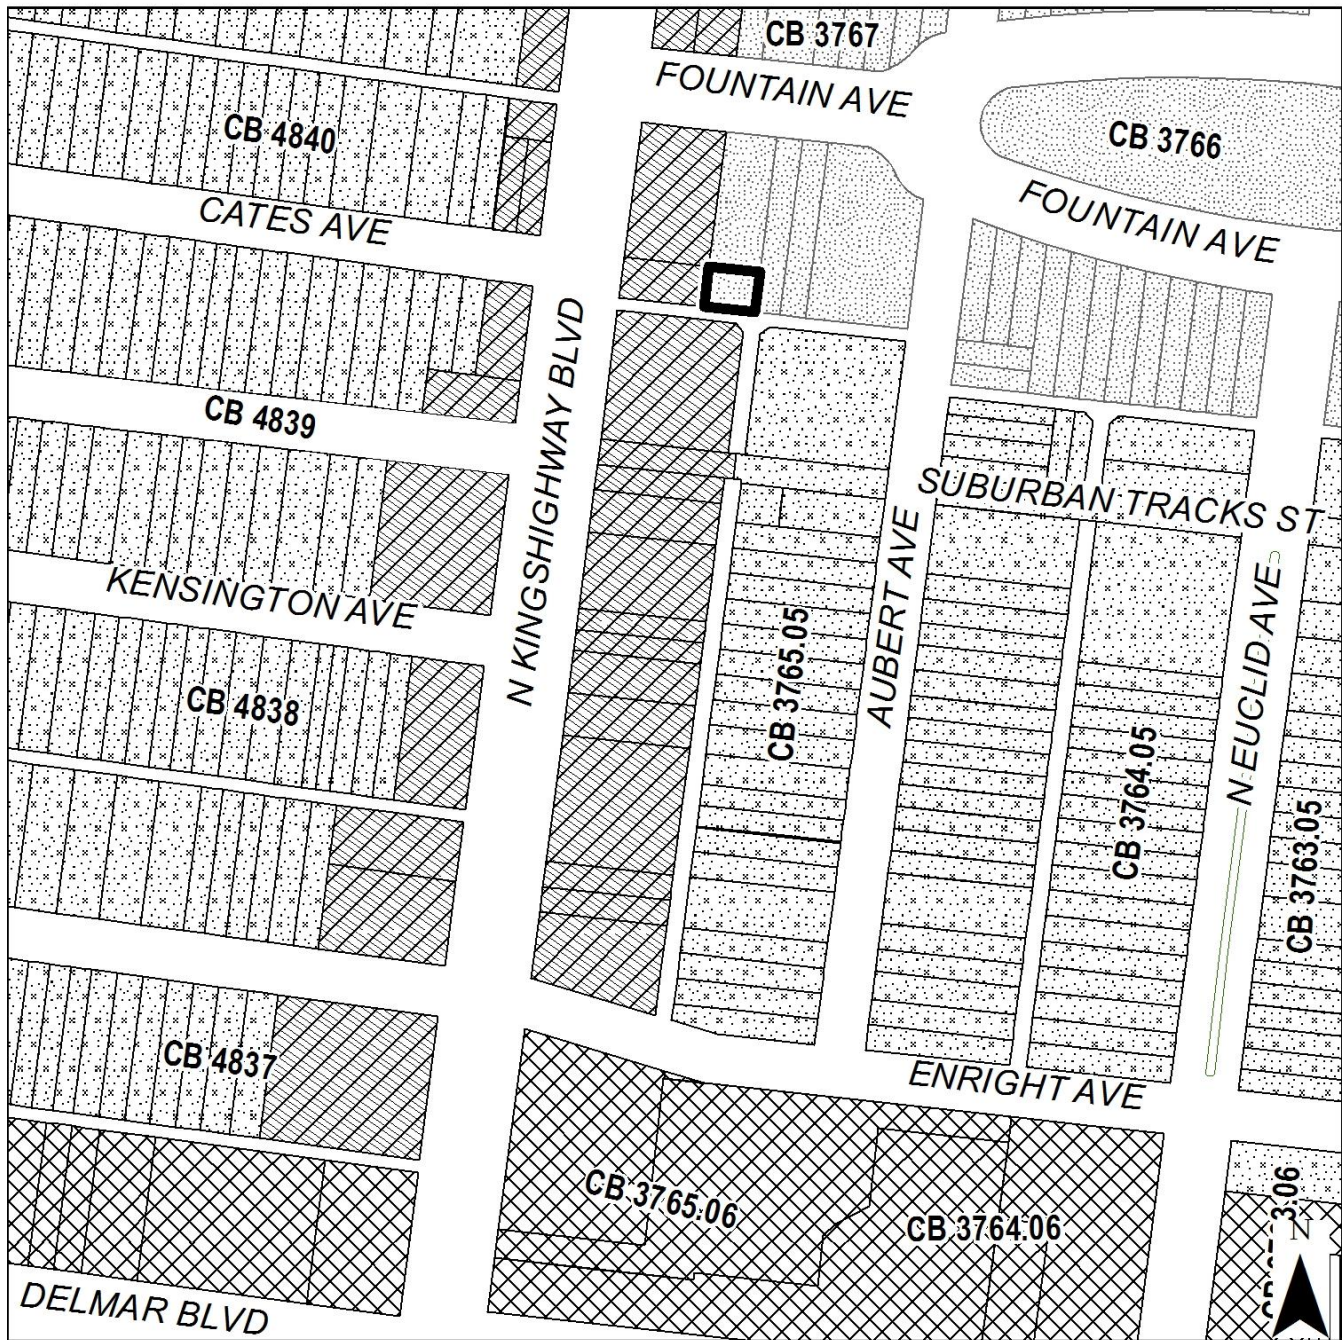 CB 3767
FOUNTAIN AVE
CB 4840
CB 3766
CATES AVE
FOUNTAIN AVE
CB 4839
N KINGSHIGHWAY BLVD
SUBURBAN TRACKS ST
KENSINGTON AVE
AUBERT AVE
N EUCLID AVE
CB 3765.05
CB 4838
CB 3764.05
CB 3763.05
CB 4837
ENRIGHT AVE
CB 3765.06
CB 3764.06
3.06
N
DELMAR BLVD